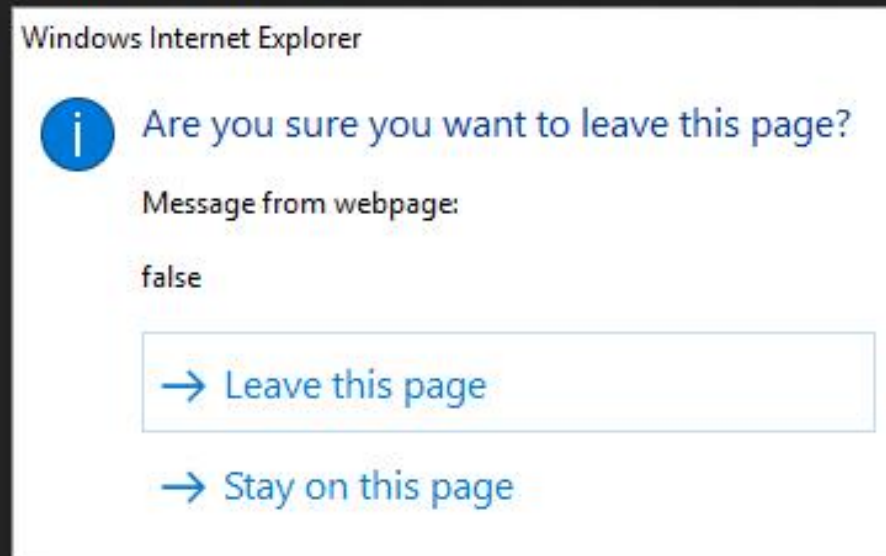 Windows Internet Explorer
Are you sure you want to leave this page?
Message from webpage:
false
→ Leave this page
→ Stay on this page